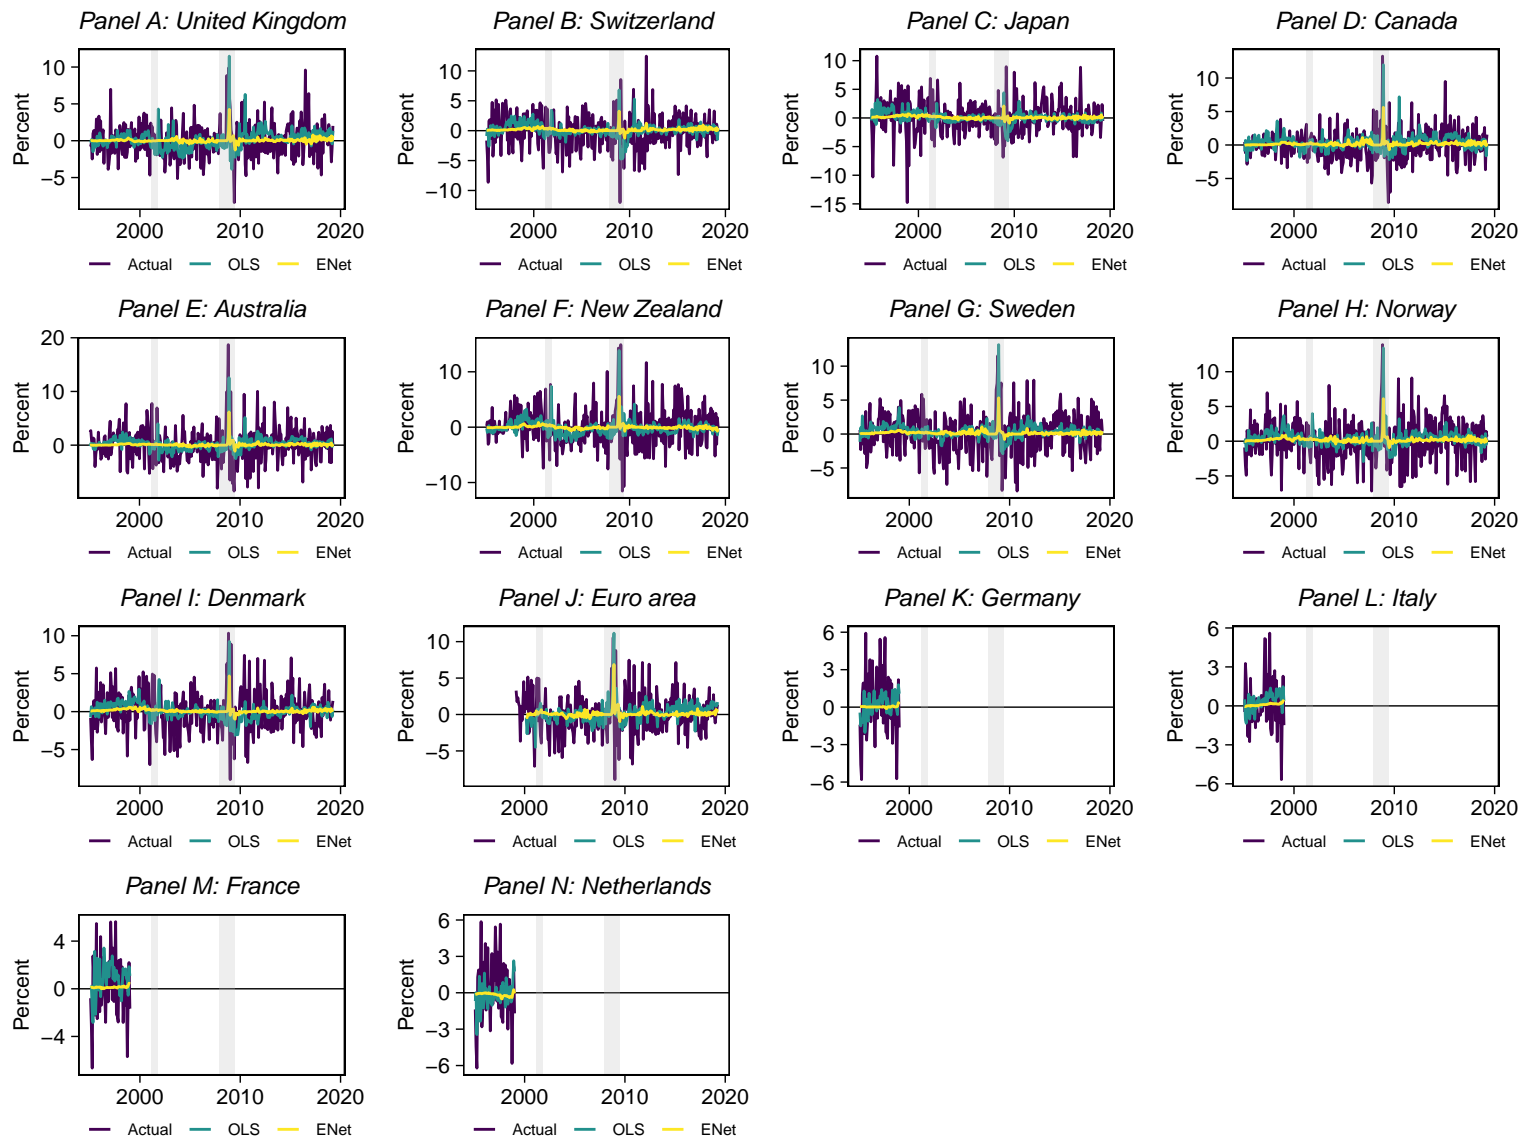 Panel A: United Kingdom
Percent
10
5
0
−5
2000 2010 2020
Actual OLS ENet
Panel B: Switzerland
Percent
10
5
0
−5
−10
2000 2010 2020
Actual OLS ENet
Panel C: Japan
Percent
10
5
0
−5
−10
−15
2000 2010 2020
Actual OLS ENet
Panel D: Canada
Percent
10
5
0
−5
2000 2010 2020
Actual OLS ENet
Panel E: Australia
Percent
20
10
0
2000 2010 2020
Actual OLS ENet
Panel F: New Zealand
Percent
10
0
−10
2000 2010 2020
Actual OLS ENet
Panel G: Sweden
Percent
10
5
0
−5
2000 2010 2020
Actual OLS ENet
Panel H: Norway
Percent
10
5
0
−5
2000 2010 2020
Actual OLS ENet
Panel I: Denmark
Percent
10
5
0
−5
2000 2010 2020
Actual OLS ENet
Panel J: Euro area
Percent
10
5
0
−5
2000 2010 2020
Actual OLS ENet
Panel K: Germany
Percent
6
3
0
−3
−6
2000 2010 2020
Actual OLS ENet
Panel L: Italy
Percent
6
3
0
−3
−6
2000 2010 2020
Actual OLS ENet
Panel M: France
Percent
4
0
−4
2000 2010 2020
Actual OLS ENet
Panel N: Netherlands
Percent
6
3
0
−3
−6
2000 2010 2020
Actual OLS ENet